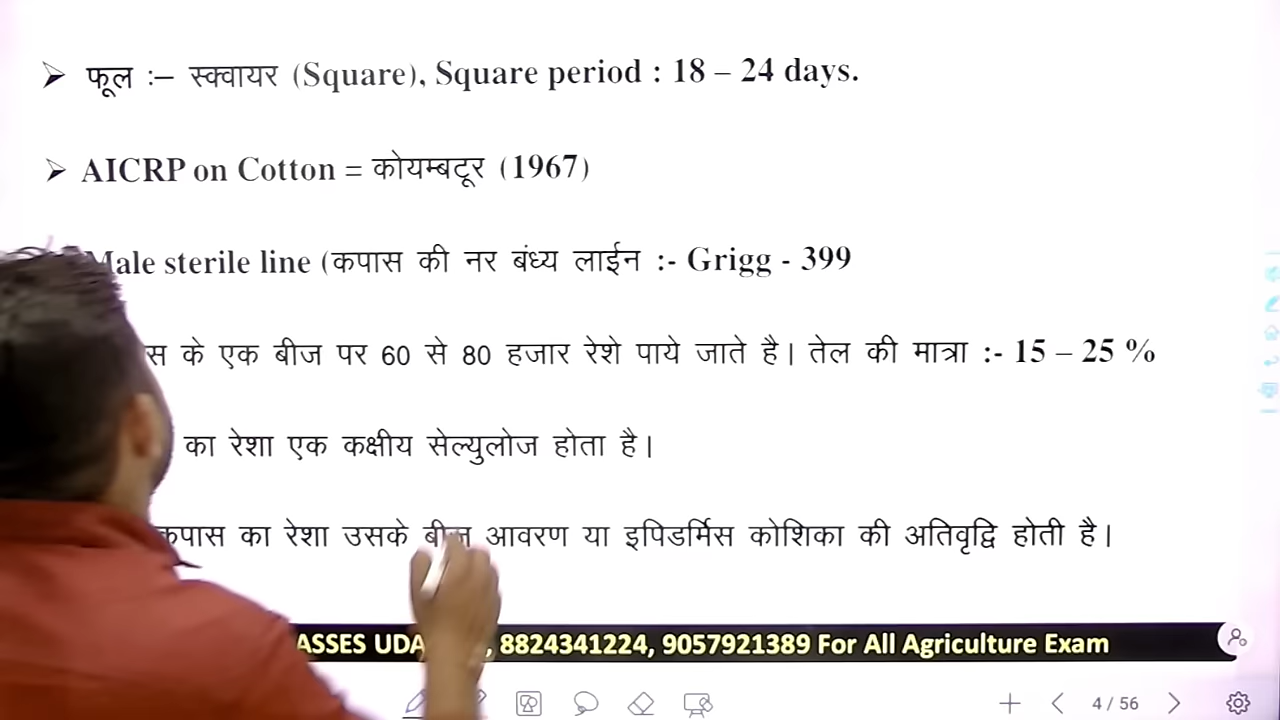 ➢ फूल :– स्क्वायर (Square), Square period : 18 – 24 days.
➢ AICRP on Cotton = कोयम्बटूर (1967)
Male sterile line (कपास की नर बंध्य लाईन :- Grigg - 399
स के एक बीज पर 60 से 80 हजार रेशे पाये जाते है। तेल की मात्रा :- 15 – 25 %
का रेशा एक कक्षीय सेल्युलोज होता है।
कपास का रेशा उसके बीज आवरण या इपिडर्मिस कोशिका की अतिवृद्वि होती है।
ASSES UDA , 8824341224, 9057921389 For All Agriculture Exam
4 / 56